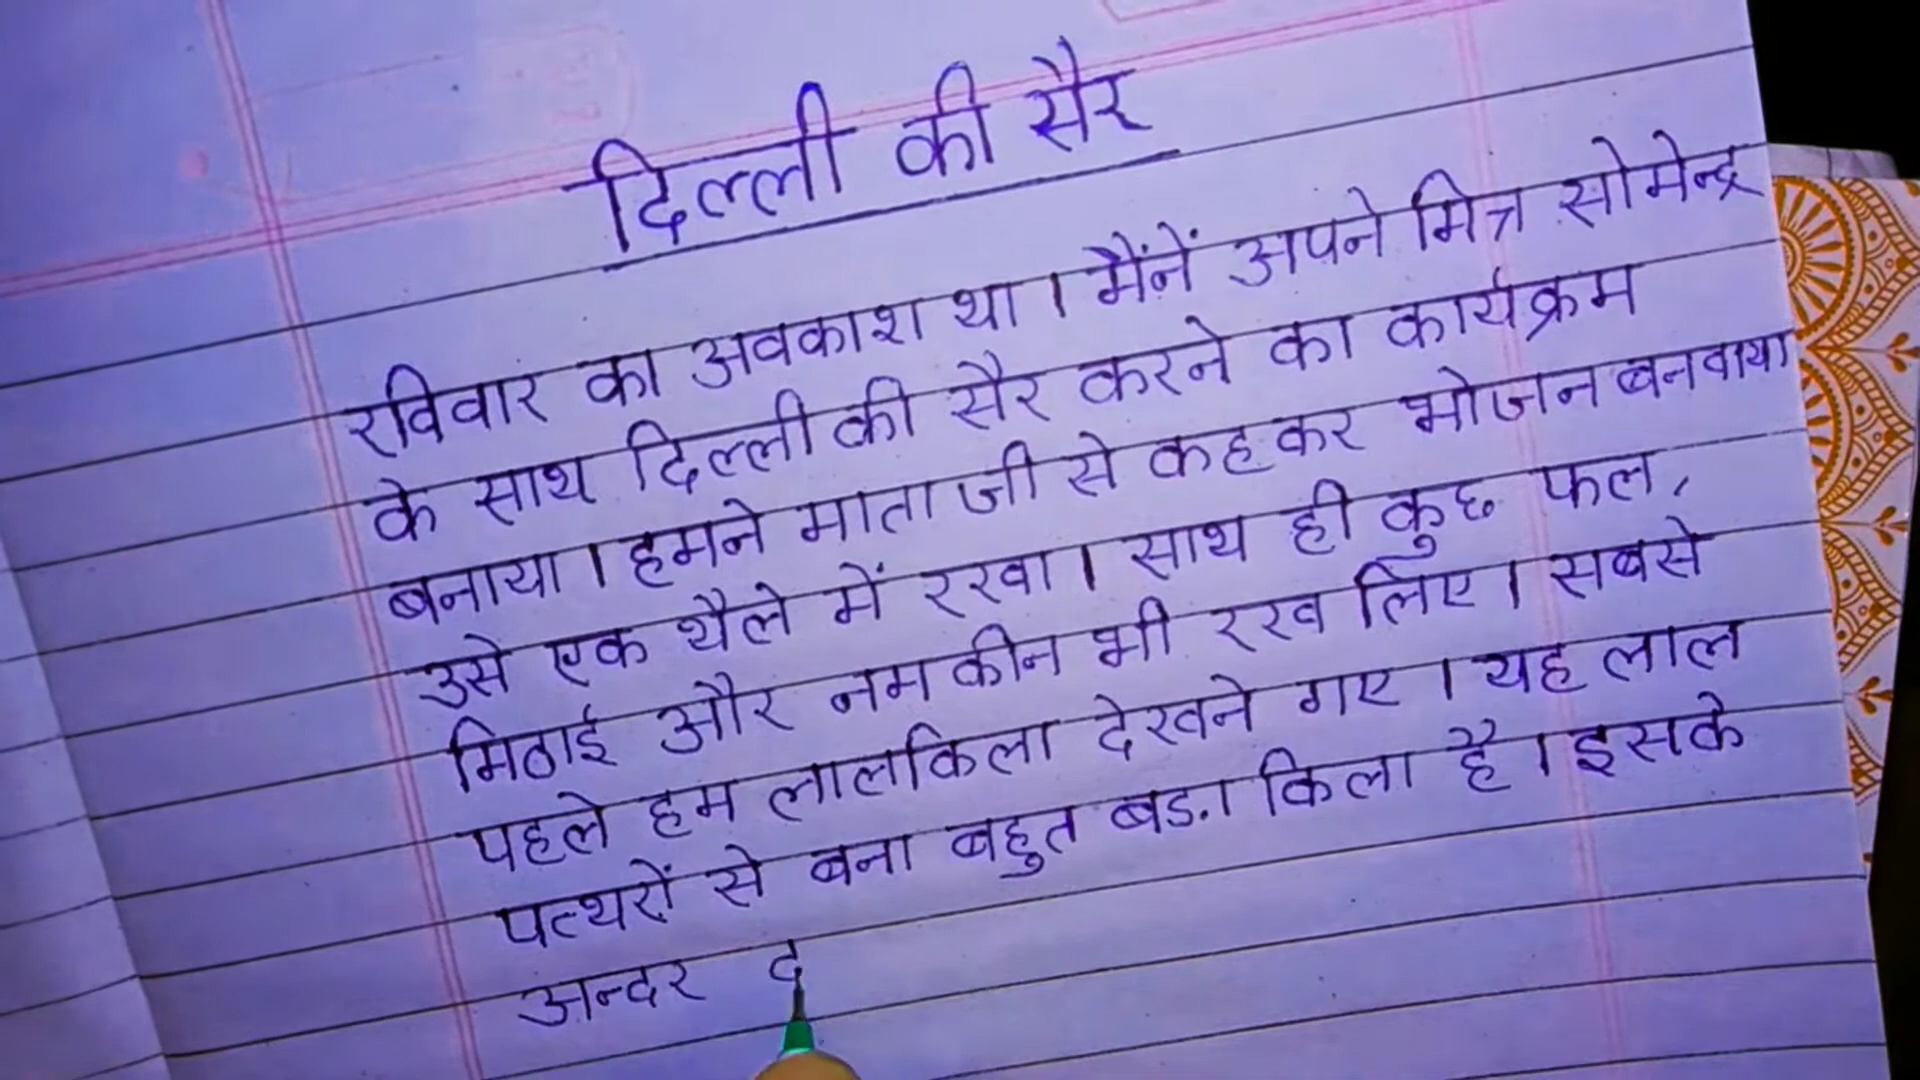 दिल्ली की सैर
रविवार का अवकाश था। मैंनें अपने मित्र सोमेन्द्र
के साथ दिल्ली की सैर करने का कार्यक्रम
बनाया। हमने माता जी से कहकर भोजन बनवाया
उसे एक थैले में रखा। साथ ही कुछ फल,
मिठाई और नमकीन भी रख लिए। सबसे
पहले हम लालकिला देखने गए। यह लाल
पत्थरों से बना बहुत बड़ा किला है। इसके
अन्दर द